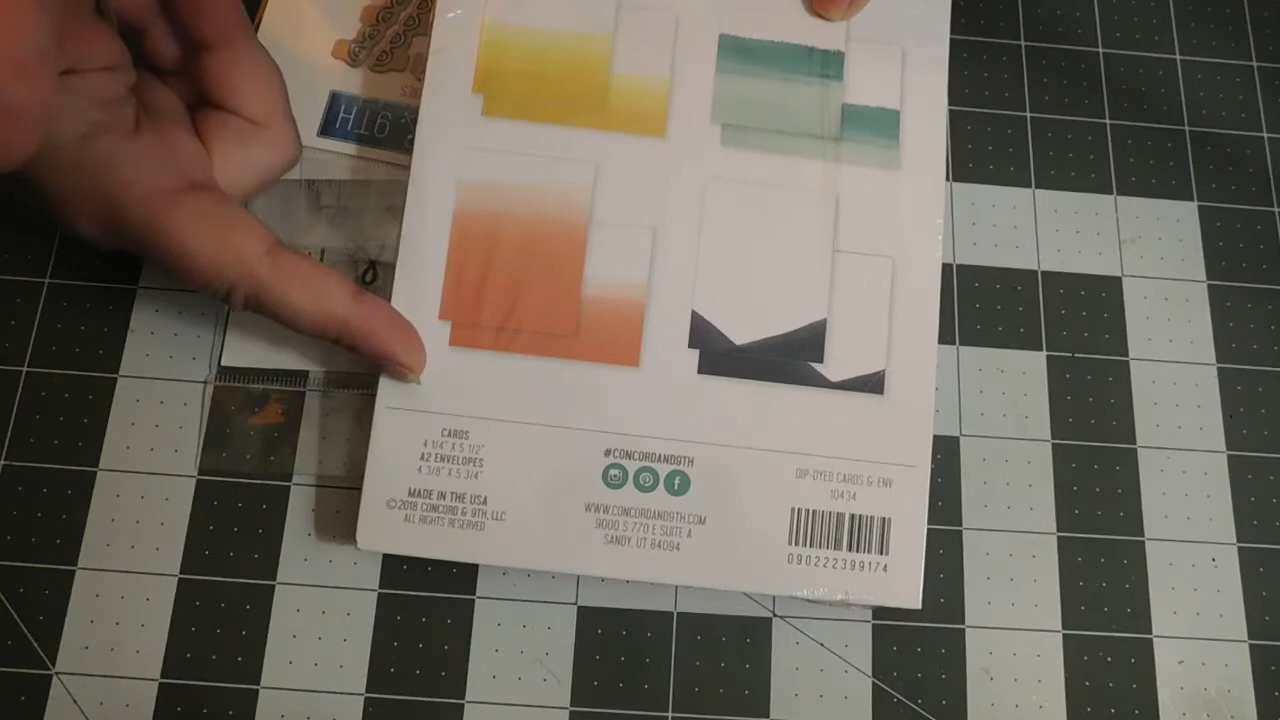 9TH
CARDS
4 1/4" X 5 1/2"
A2 ENVELOPES
4 3/8" X 5 3/4"
MADE IN THE USA
©2018 CONCORD & 9TH, LLC
ALL RIGHTS RESERVED
#CONCORDAND9TH
WWW.CONCORDAND9TH.COM
9000 S 770 E SUITE A
SANDY, UT 84094
DIP-DYED CARDS & ENV
10434
090222399174